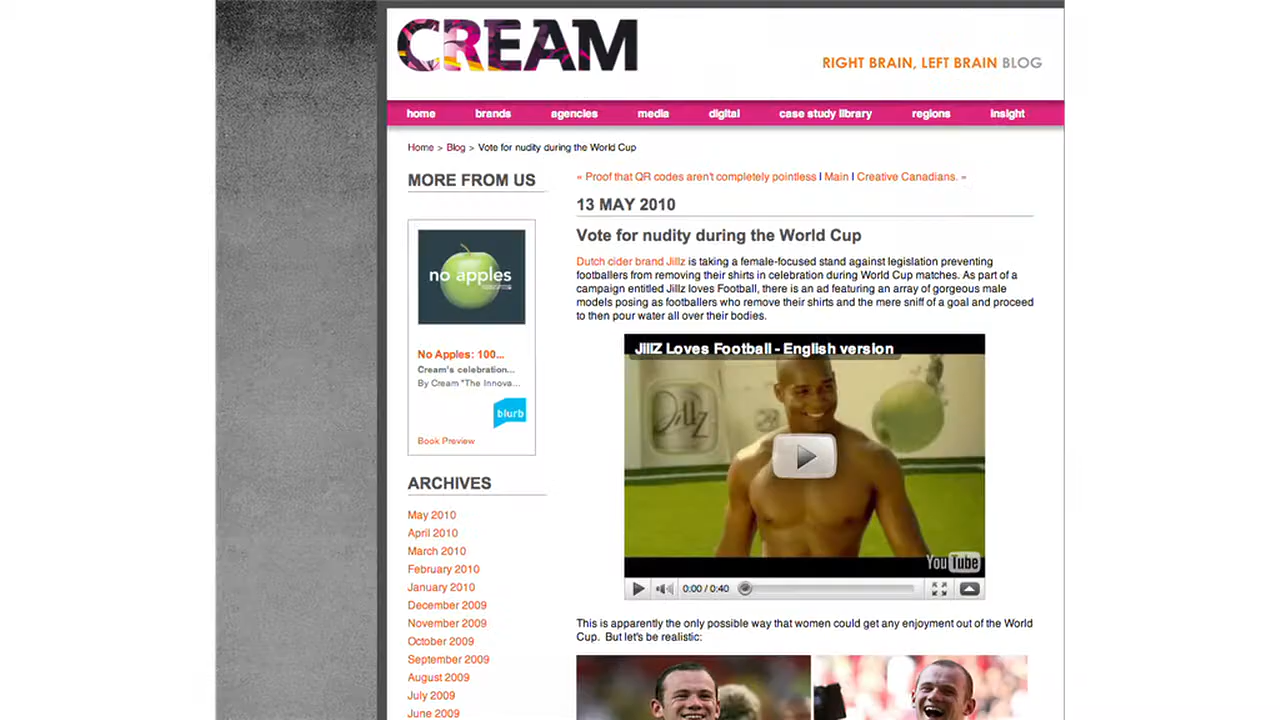 CREAM
RIGHT BRAIN, LEFT BRAIN BLOG
home brands agencies media digital case study library regions insight
Home > Blog > Vote for nudity during the World Cup
MORE FROM US
no apples
No Apples: 100...
Cream's celebration...
By Cream "The Innova...
blurb
Book Preview
ARCHIVES
May 2010
April 2010
March 2010
February 2010
January 2010
December 2009
November 2009
October 2009
September 2009
August 2009
July 2009
June 2009
« Proof that QR codes aren't completely pointless | Main | Creative Canadians. »
13 MAY 2010
Vote for nudity during the World Cup
Dutch cider brand Jillz is taking a female-focused stand against legislation preventing
footballers from removing their shirts in celebration during World Cup matches. As part of a
campaign entitled Jillz loves Football, there is an ad featuring an array of gorgeous male
models posing as footballers who remove their shirts and the mere sniff of a goal and proceed
to then pour water all over their bodies.
JillZ Loves Football - English version
Jillz
YouTube
0:00 / 0:40
This is apparently the only possible way that women could get any enjoyment out of the World
Cup. But let's be realistic: